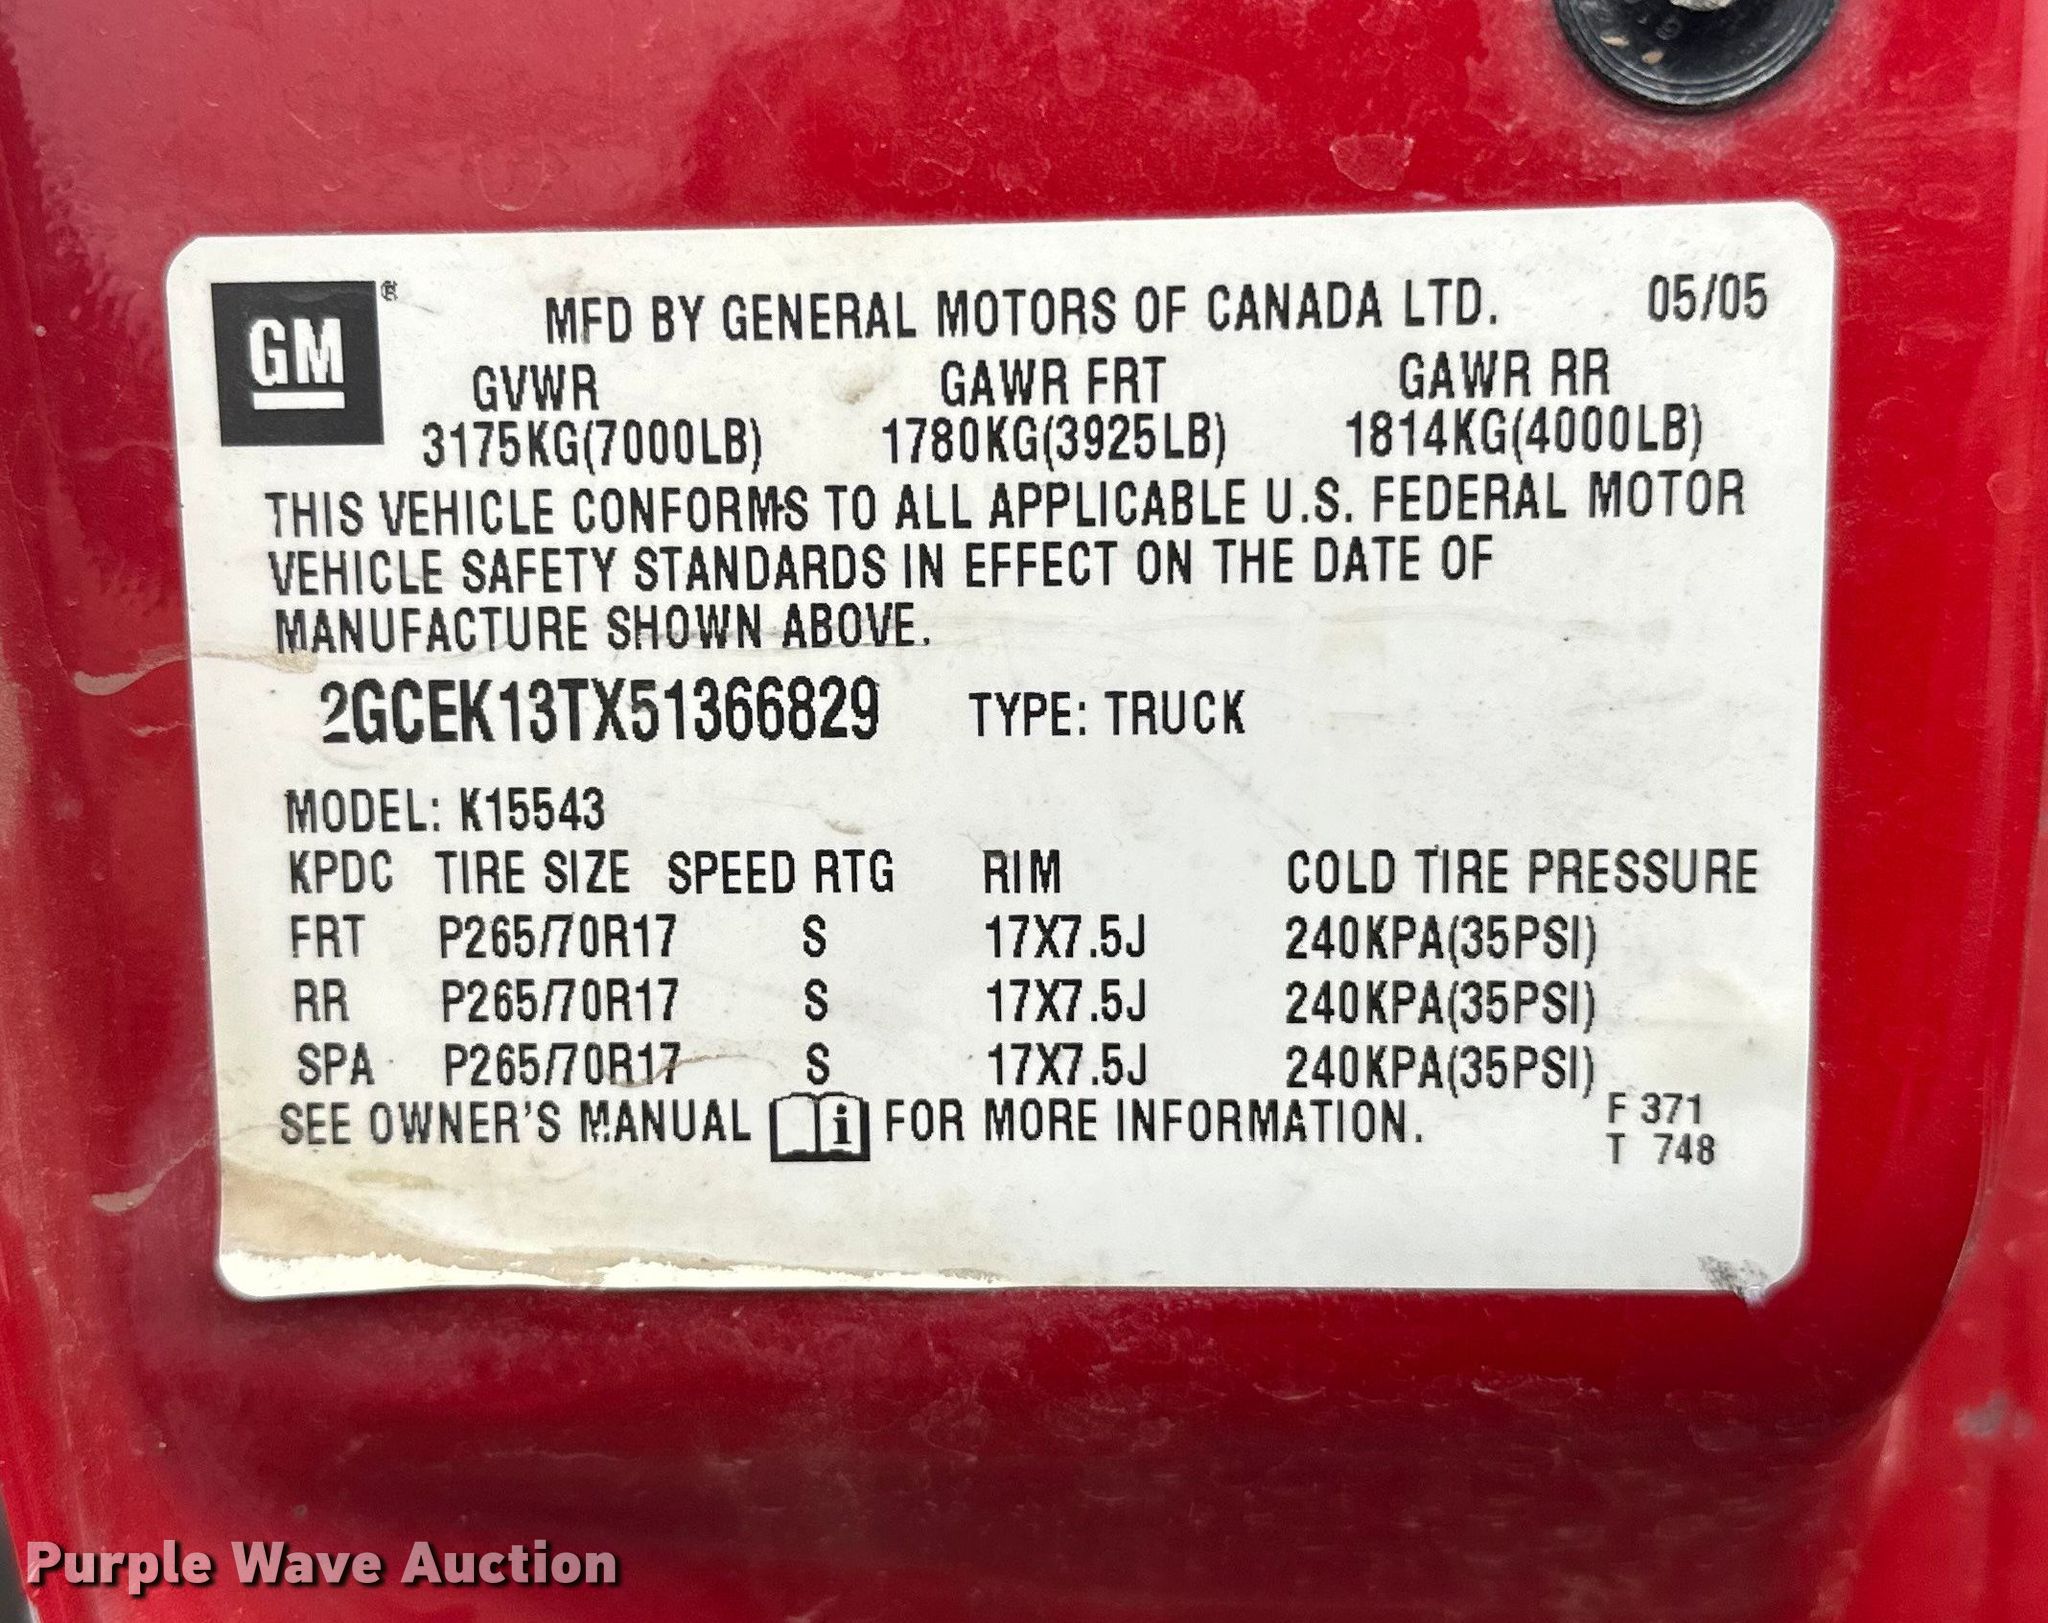 GM®
MFD BY GENERAL MOTORS OF CANADA LTD. 05/05
GVWR GAWR FRT GAWR RR
3175KG(7000LB) 1780KG(3925LB) 1814KG(4000LB)
THIS VEHICLE CONFORMS TO ALL APPLICABLE U.S. FEDERAL MOTOR
VEHICLE SAFETY STANDARDS IN EFFECT ON THE DATE OF
MANUFACTURE SHOWN ABOVE.
2GCEK13TX51366829 TYPE: TRUCK
MODEL: K15543
KPDC TIRE SIZE SPEED RTG RIM COLD TIRE PRESSURE
FRT P265/70R17 S 17X7.5J 240KPA(35PSI)
RR P265/70R17 S 17X7.5J 240KPA(35PSI)
SPA P265/70R17 S 17X7.5J 240KPA(35PSI)
SEE OWNER'S MANUAL i FOR MORE INFORMATION. F 371
T 748
Purple Wave Auction